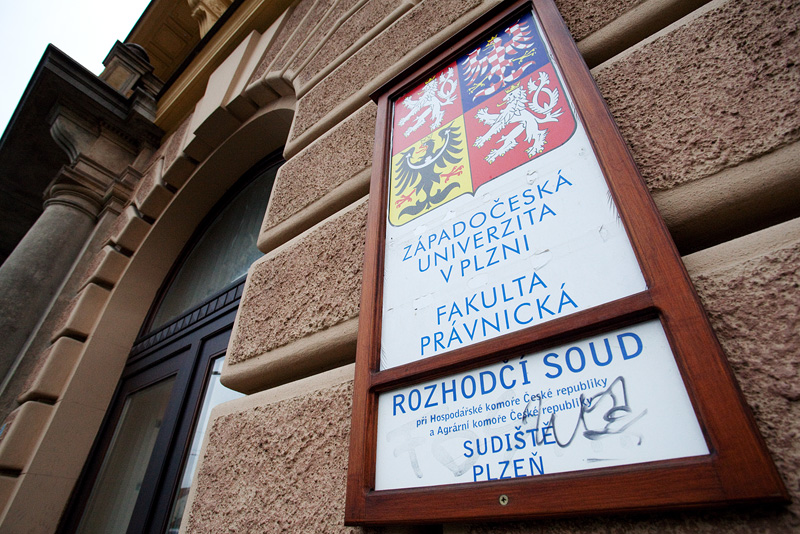 ZÁPADOČESKÁ
UNIVERZITA
V PLZNI
FAKULTA
PRÁVNICKÁ
ROZHODČÍ SOUD
při Hospodářské komoře České republiky
a Agrární komoře České republiky
SUDIŠTĚ
PLZEŇ